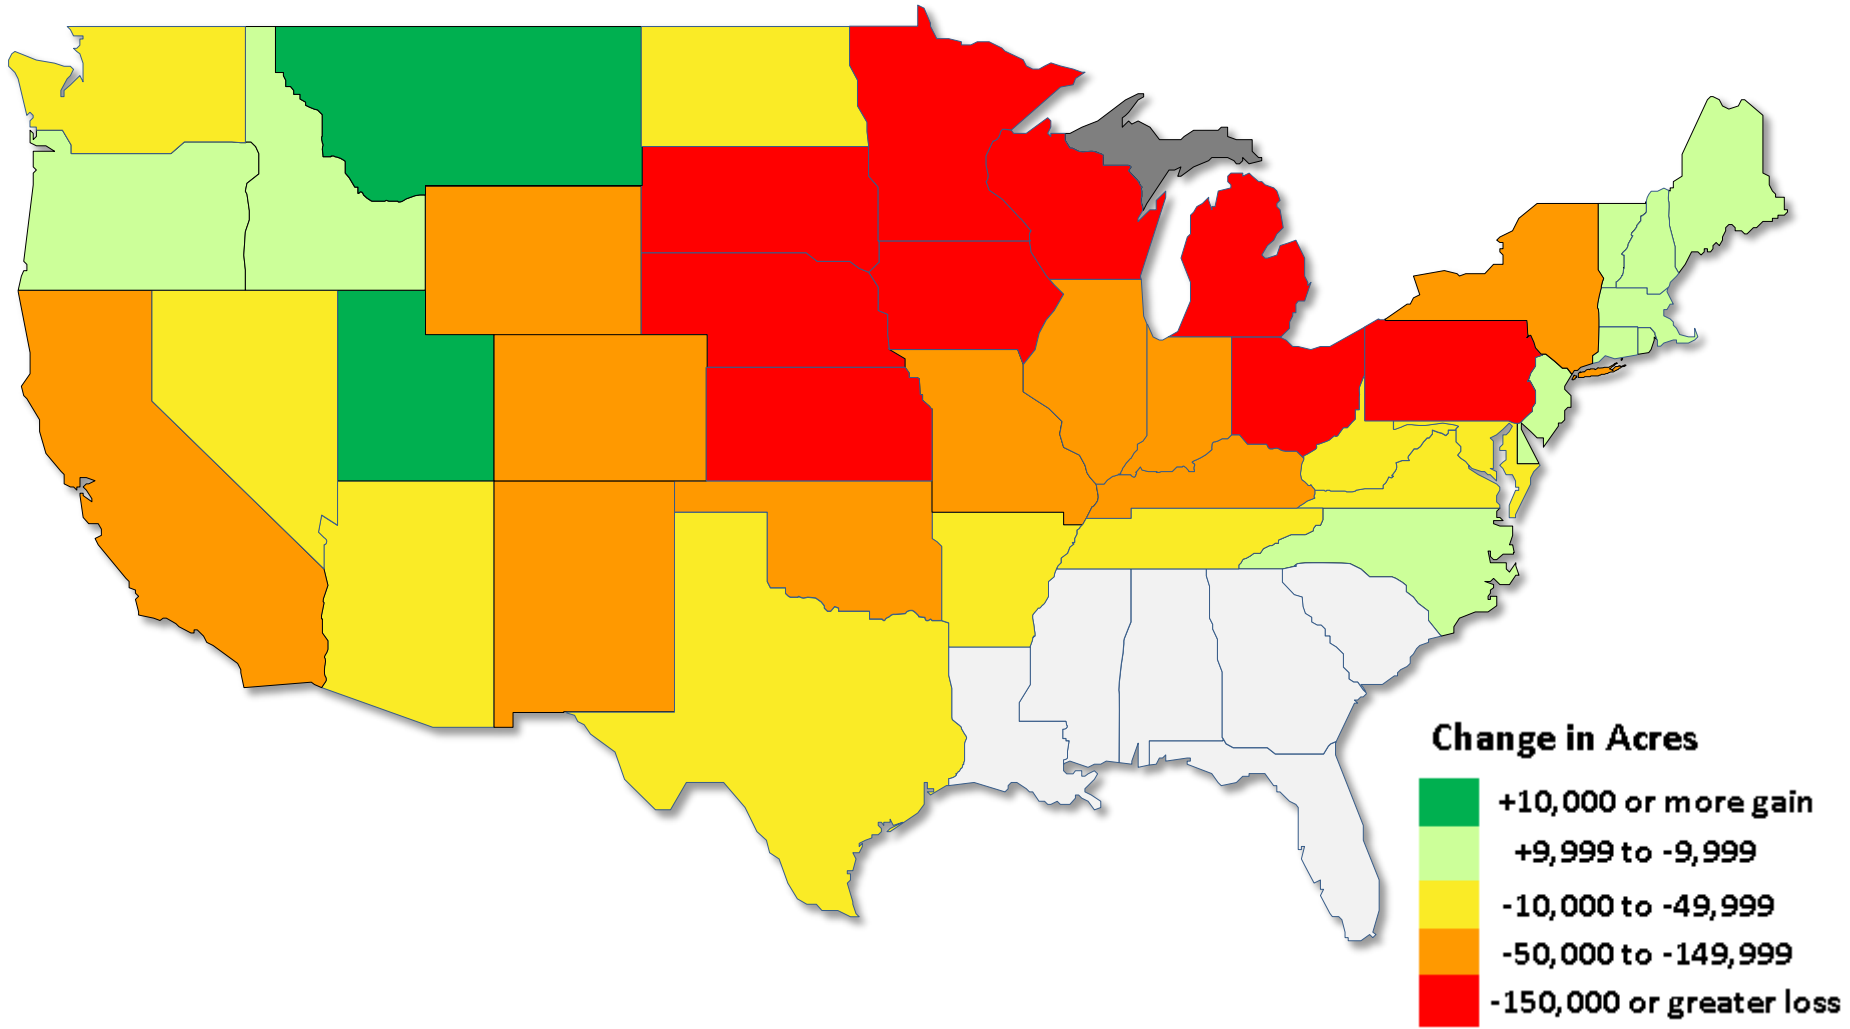 Change in Acres
+10,000 or more gain
+9,999 to -9,999
-10,000 to -49,999
-50,000 to -149,999
-150,000 or greater loss